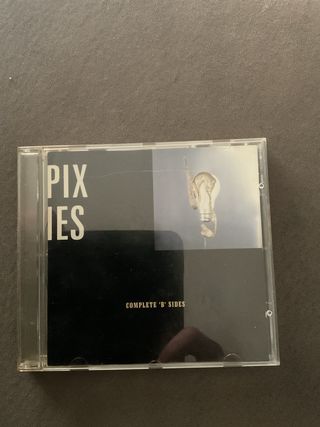 PIX
IES
COMPLETE 'B' SIDES